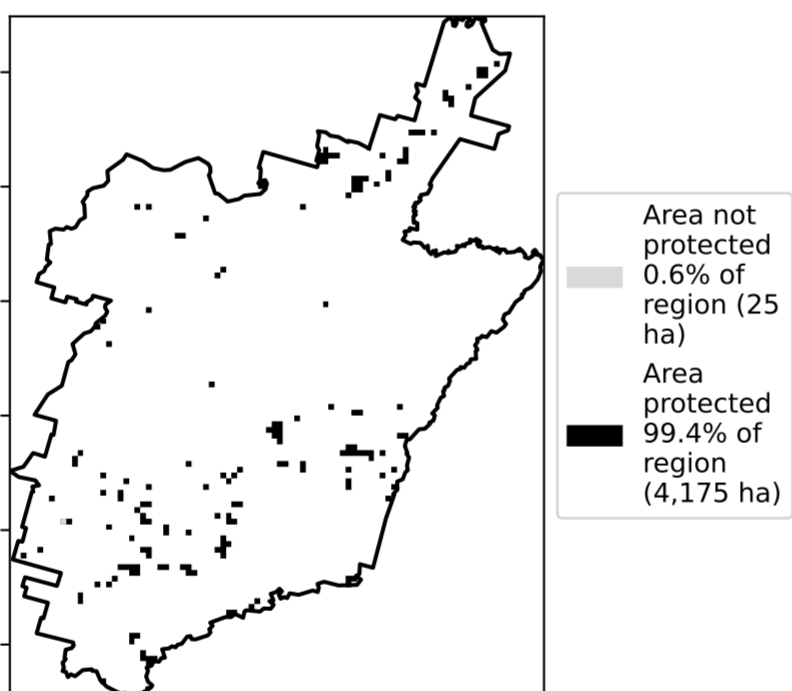 Area not
protected
0.6% of
region (25
ha)
Area
protected
99.4% of
region
(4,175 ha)